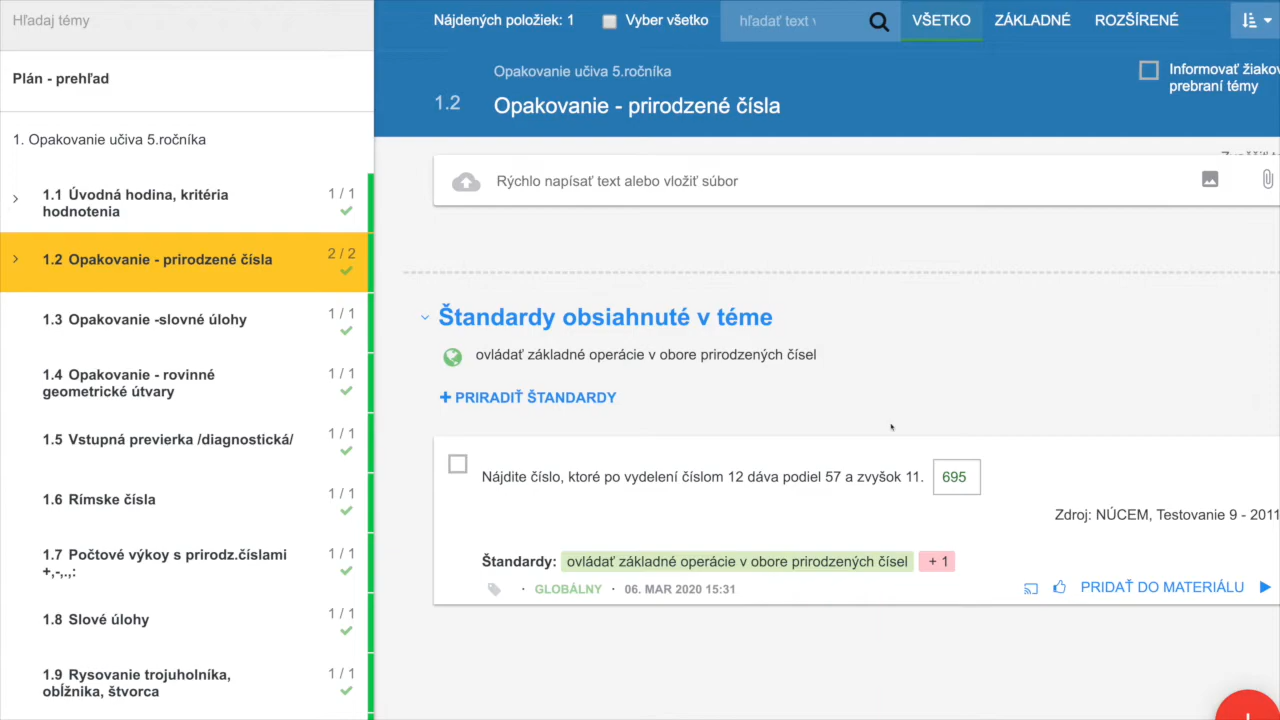 Hľadaj témy
Plán - prehľad
1. Opakovanie učiva 5.ročníka
1.1 Úvodná hodina, kritéria
hodnotenia
1 / 1
1.2 Opakovanie - prirodzené čísla
2 / 2
1.3 Opakovanie -slovné úlohy
1 / 1
1.4 Opakovanie - rovinné
geometrické útvary
1 / 1
1.5 Vstupná previerka /diagnostická/
1 / 1
1.6 Rímske čísla
1 / 1
1.7 Počtové výkoy s prirodz.číslami
+,-,.,:
1 / 1
1.8 Slové úlohy
1 / 1
1.9 Rysovanie trojuholníka,
obĺžnika, štvorca
1 / 1
Nájdených položiek: 1
Vyber všetko
hľadať text v
VŠETKO
ZÁKLADNÉ
ROZŠÍRENÉ
Opakovanie učiva 5.ročníka
1.2 Opakovanie - prirodzené čísla
Informovať žiakov
prebraní témy
Rýchlo napísať text alebo vložiť súbor
Štandardy obsiahnuté v téme
ovládať základné operácie v obore prirodzených čísel
+ PRIRADIŤ ŠTANDARDY
Nájdite číslo, ktoré po vydelení číslom 12 dáva podiel 57 a zvyšok 11. 695
Zdroj: NÚCEM, Testovanie 9 - 2011
Štandardy: ovládať základné operácie v obore prirodzených čísel + 1
· GLOBÁLNY · 06. MAR 2020 15:31
PRIDAŤ DO MATERIÁLU